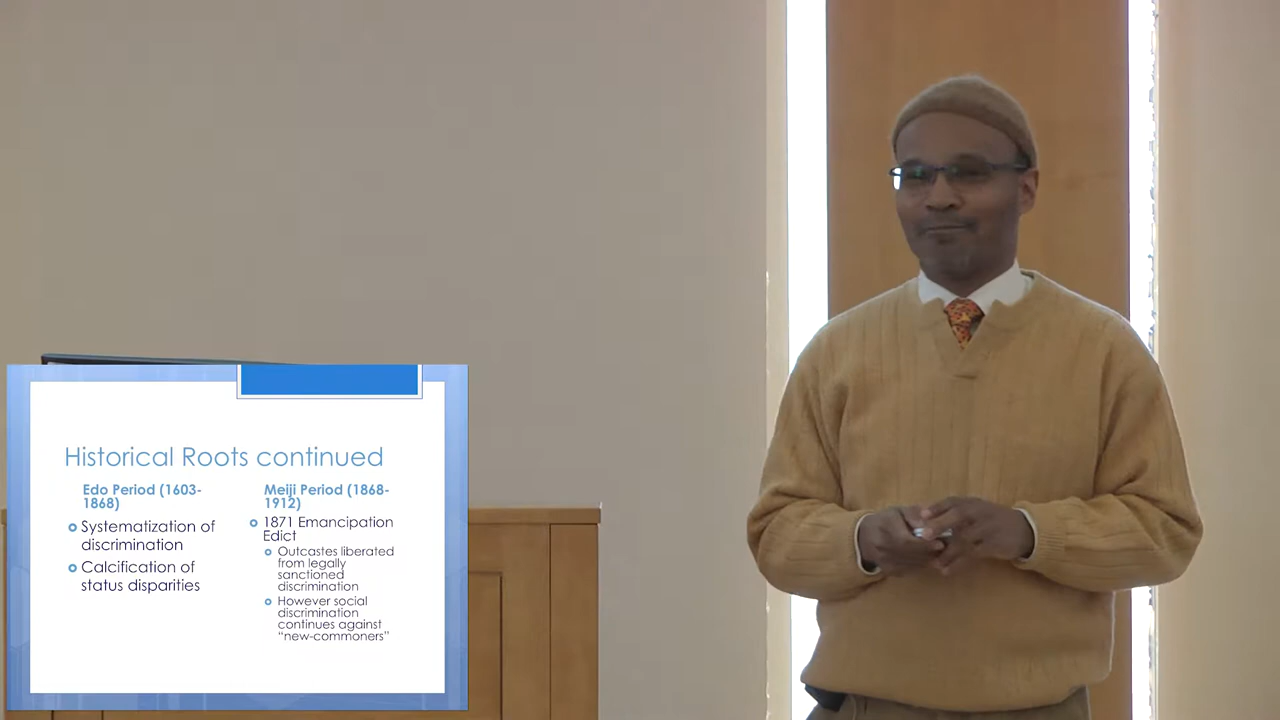 Historical Roots continued
Edo Period (1603-
1868)
Systematization of
discrimination
Calcification of
status disparities
Meiji Period (1868-
1912)
1871 Emancipation
Edict
Outcastes liberated
from legally
sanctioned
discrimination
However social
discrimination
continues against
“new-commoners”